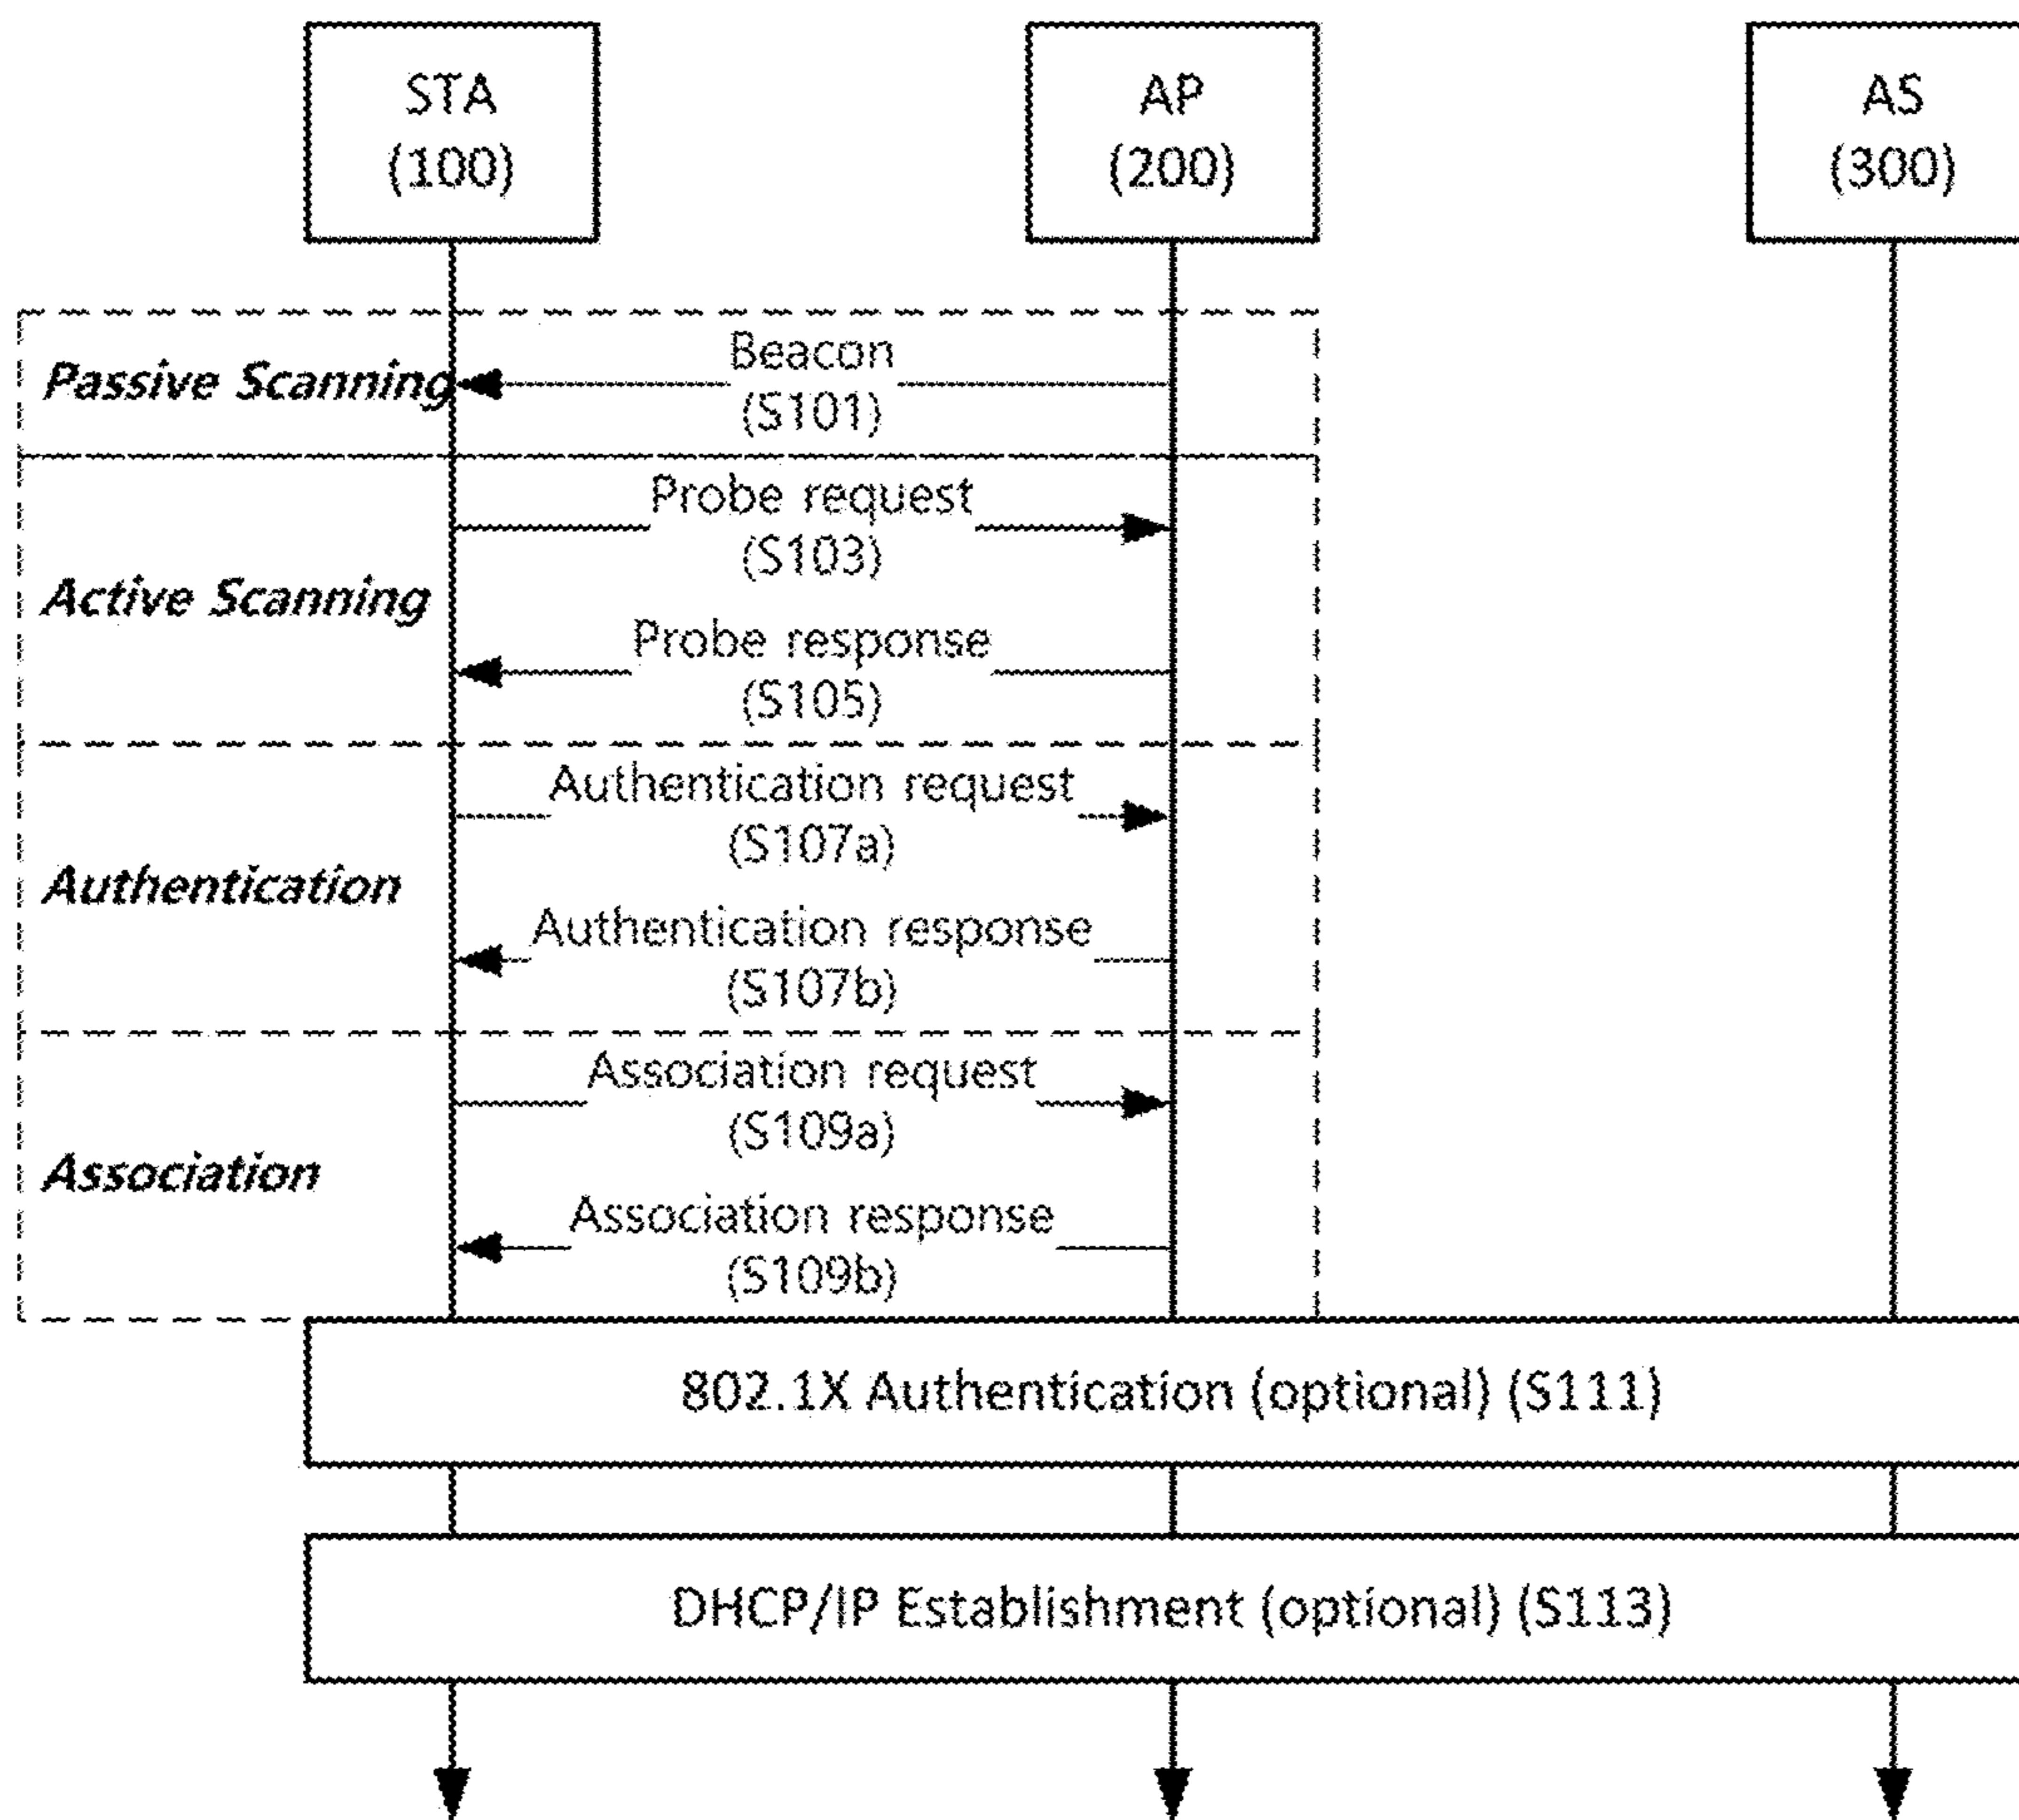 STA
(100)
AP
(200)
AS
(300)
Passive Scanning
Beacon
(S101)
Active Scanning
Probe request
(S103)
Probe response
(S105)
Authentication
Authentication request
(S107a)
Authentication response
(S107b)
Association
Association request
(S109a)
Association response
(S109b)
802.1X Authentication (optional) (S111)
DHCP/IP Establishment (optional) (S113)